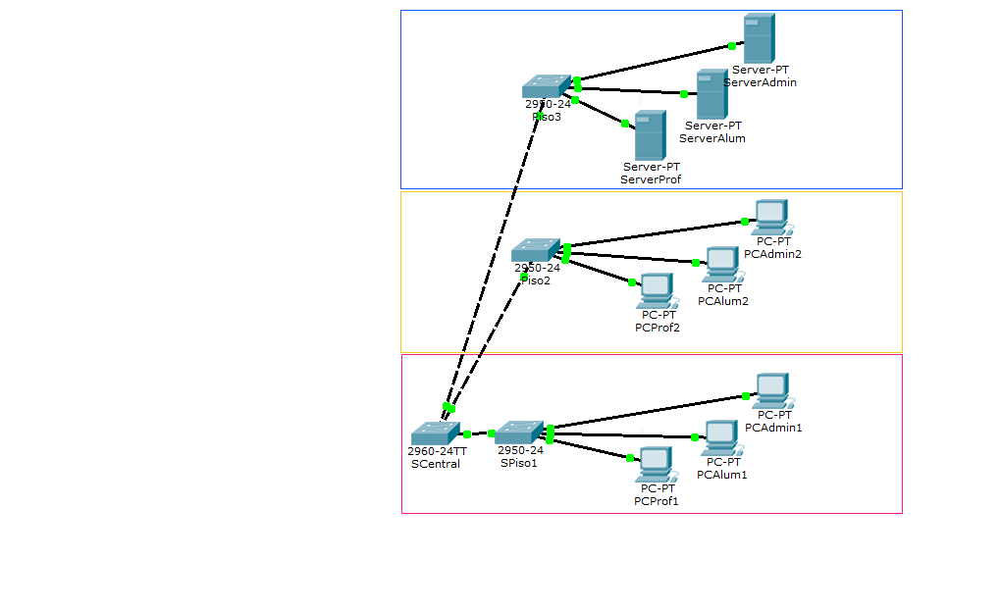 Server-PT
ServerAdmin
2950-24
Piso3
Server-PT
ServerAlum
Server-PT
ServerProf
PC-PT
PCAdmin2
2950-24
Piso2
PC-PT
PCAlum2
PC-PT
PCProf2
PC-PT
PCAdmin1
2960-24TT
SCentral
2950-24
SPiso1
PC-PT
PCAlum1
PC-PT
PCProf1